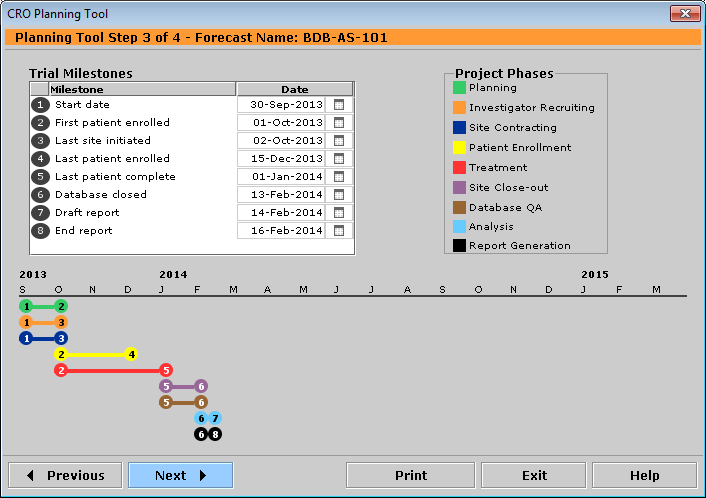 CRO Planning Tool
Planning Tool Step 3 of 4 - Forecast Name: BDB-AS-101
Trial Milestones
Milestone Date
1 Start date 30-Sep-2013
2 First patient enrolled 01-Oct-2013
3 Last site initiated 02-Oct-2013
4 Last patient enrolled 15-Dec-2013
5 Last patient complete 01-Jan-2014
6 Database closed 13-Feb-2014
7 Draft report 14-Feb-2014
8 End report 16-Feb-2014
Project Phases
Planning
Investigator Recruiting
Site Contracting
Patient Enrollment
Treatment
Site Close-out
Database QA
Analysis
Report Generation
2013 2014 2015
S O N D J F M A M J J A S O N D J F M
1 2
1 3
1 3
2 4
2 5
5 6
5 6
6 7
6 8
Previous Next Print Exit Help